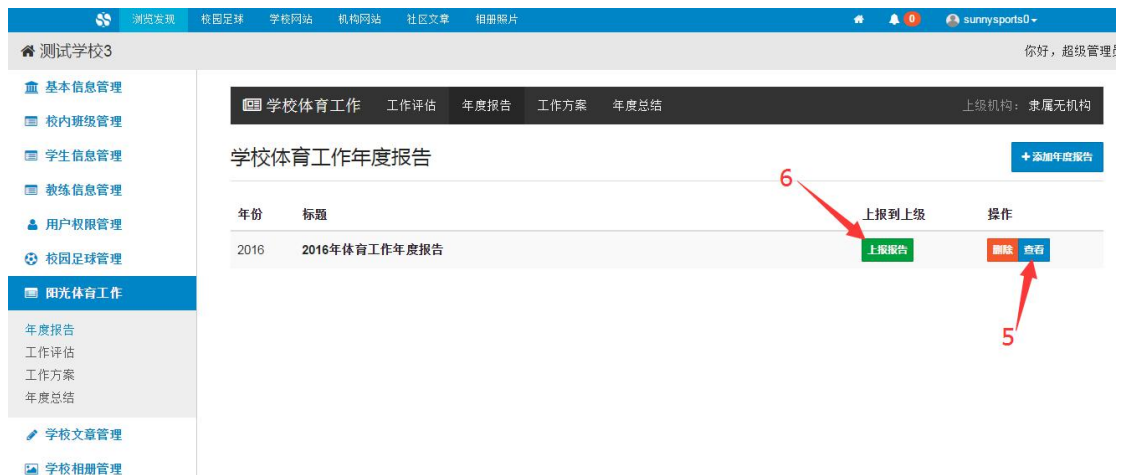 浏览发现 校园足球 学校网站 机构网站 社区文章 相册照片 0 sunnysports0
测试学校3 你好，超级管理员
基本信息管理
校内班级管理
学生信息管理
教练信息管理
用户权限管理
校园足球管理
阳光体育工作
年度报告
工作评估
工作方案
年度总结
学校文章管理
学校相册管理
学校体育工作 工作评估 年度报告 工作方案 年度总结 上级机构：隶属无机构
学校体育工作年度报告 +添加年度报告
6
年份 标题 上报到上级 操作
2016 2016年体育工作年度报告 上报报告 删除 查看
5